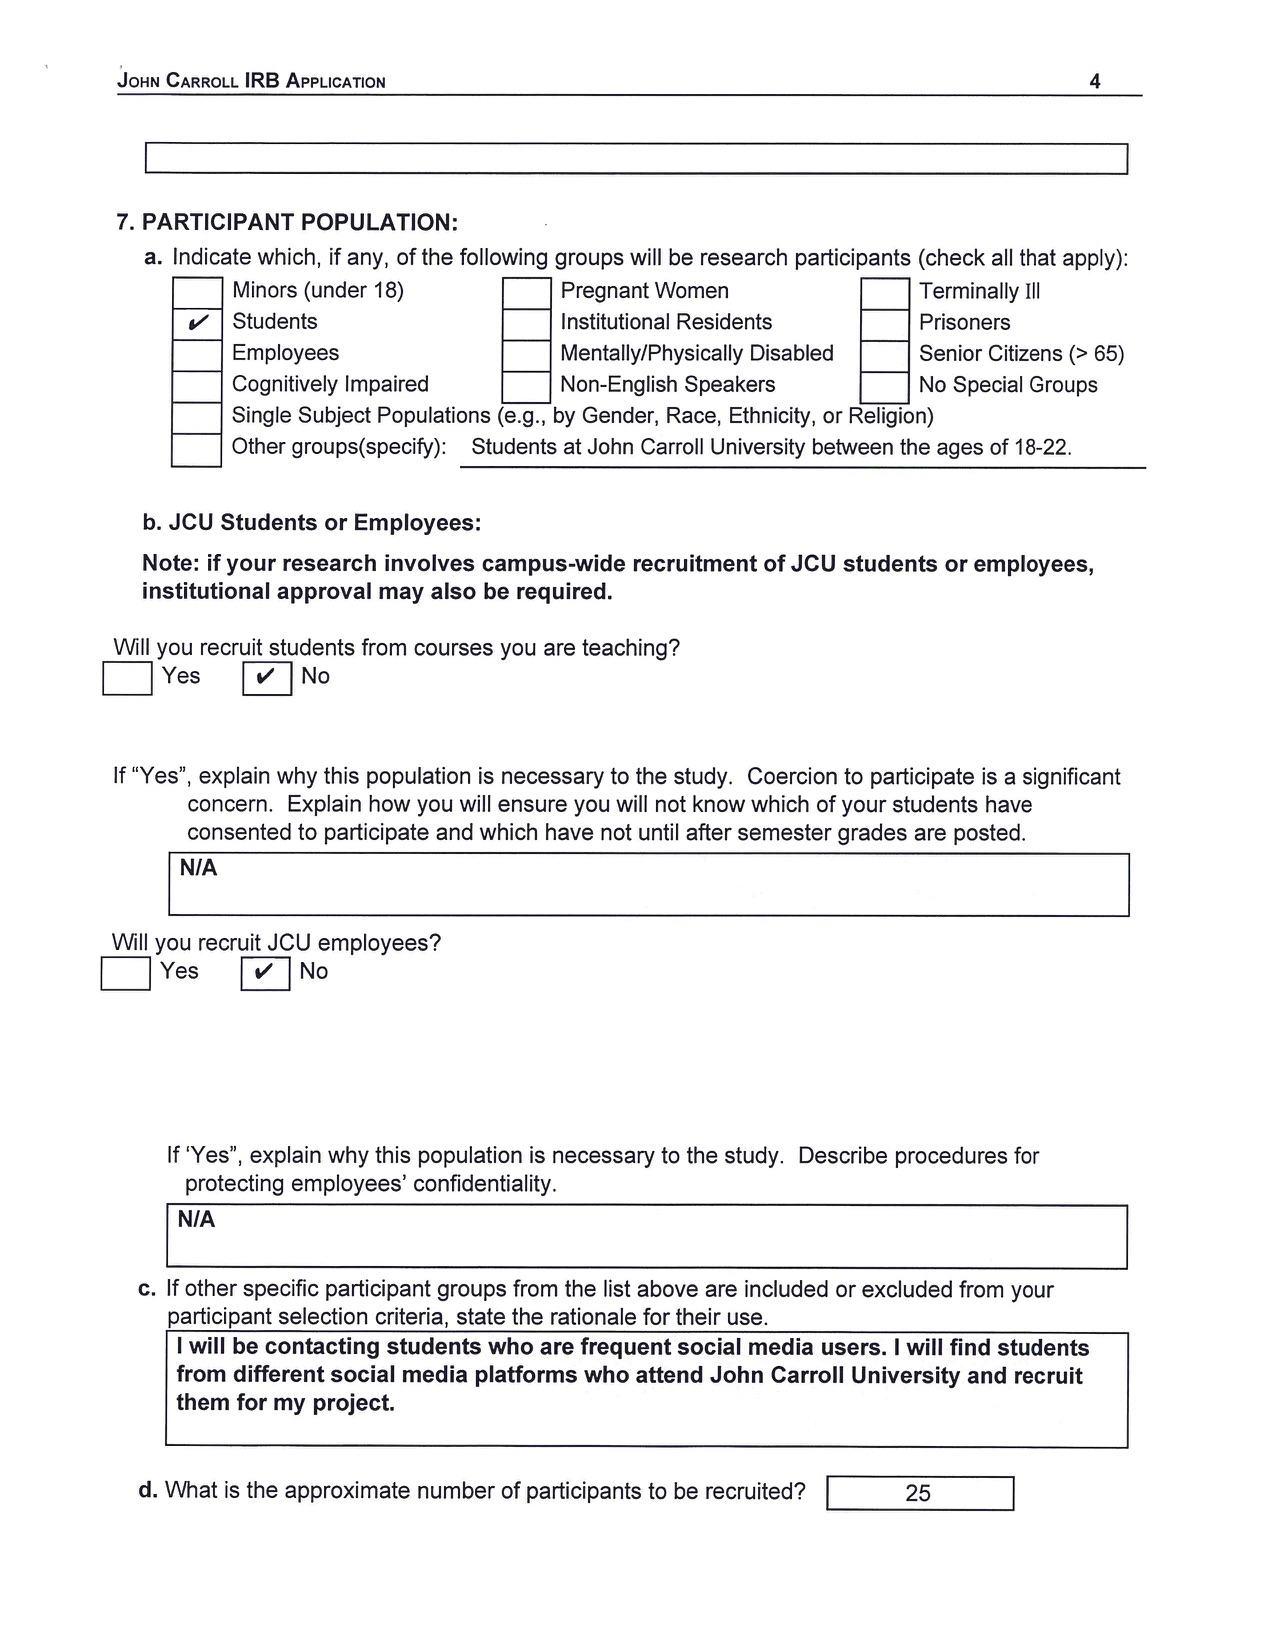 JOHN CARROLL IRB APPLICATION 4
7. PARTICIPANT POPULATION:
a. Indicate which, if any, of the following groups will be research participants (check all that apply):
Minors (under 18) Pregnant Women Terminally Ill
✔ Students Institutional Residents Prisoners
Employees Mentally/Physically Disabled Senior Citizens (> 65)
Cognitively Impaired Non-English Speakers No Special Groups
Single Subject Populations (e.g., by Gender, Race, Ethnicity, or Religion)
Other groups(specify): Students at John Carroll University between the ages of 18-22.
b. JCU Students or Employees:
Note: if your research involves campus-wide recruitment of JCU students or employees,
institutional approval may also be required.
Will you recruit students from courses you are teaching?
Yes ✔ No
If “Yes”, explain why this population is necessary to the study. Coercion to participate is a significant
concern. Explain how you will ensure you will not know which of your students have
consented to participate and which have not until after semester grades are posted.
N/A
Will you recruit JCU employees?
Yes ✔ No
If ‘Yes”, explain why this population is necessary to the study. Describe procedures for
protecting employees’ confidentiality.
N/A
c. If other specific participant groups from the list above are included or excluded from your
participant selection criteria, state the rationale for their use.
I will be contacting students who are frequent social media users. I will find students
from different social media platforms who attend John Carroll University and recruit
them for my project.
d. What is the approximate number of participants to be recruited? 25